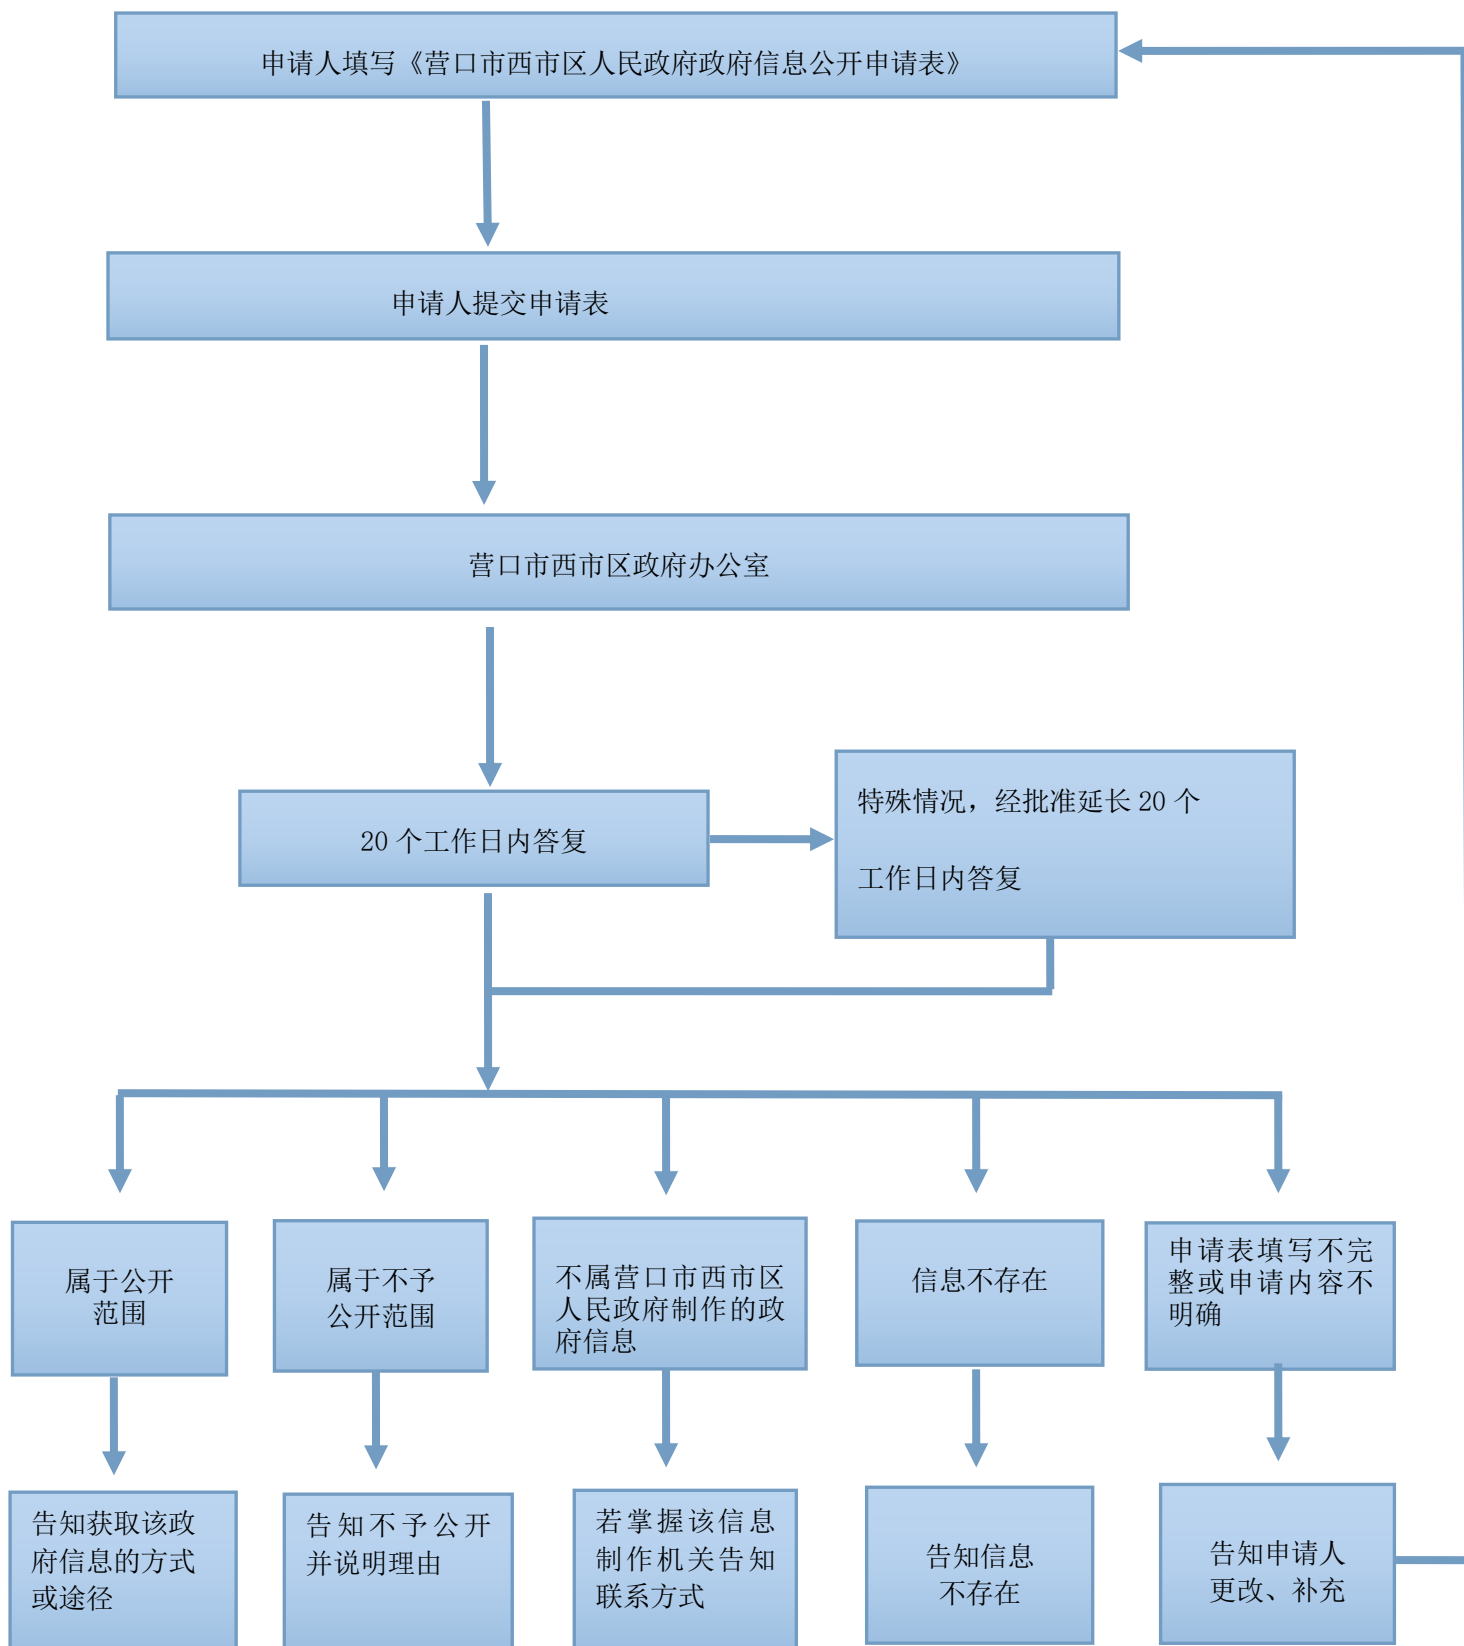 申请人填写《营口市西市区人民政府政府信息公开申请表》
申请人提交申请表
营口市西市区政府办公室
20个工作日内答复
特殊情况，经批准延长20个
工作日内答复
属于公开
范围
属于不予
公开范围
不属营口市西市区
人民政府制作的政
府信息
信息不存在
申请表填写不完
整或申请内容不
明确
告知获取该政
府信息的方式
或途径
告知不予公开
并说明理由
若掌握该信息
制作机关告知
联系方式
告知信息
不存在
告知申请人
更改、补充